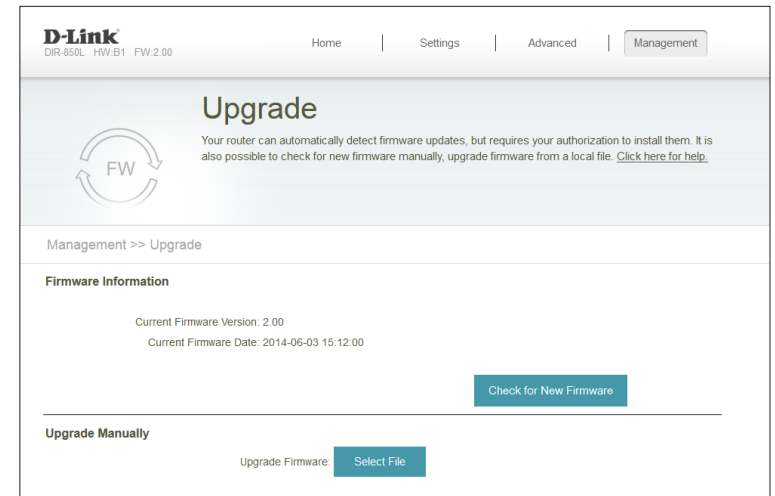 D-Link
DIR-850L HW:B1 FW:2.00
Home
Settings
Advanced
Management
Upgrade
Your router can automatically detect firmware updates, but requires your authorization to install them. It is
also possible to check for new firmware manually, upgrade firmware from a local file. Click here for help.
FW
Management >> Upgrade
Firmware Information
Current Firmware Version: 2.00
Current Firmware Date: 2014-06-03 15:12:00
Check for New Firmware
Upgrade Manually
Upgrade Firmware: Select File